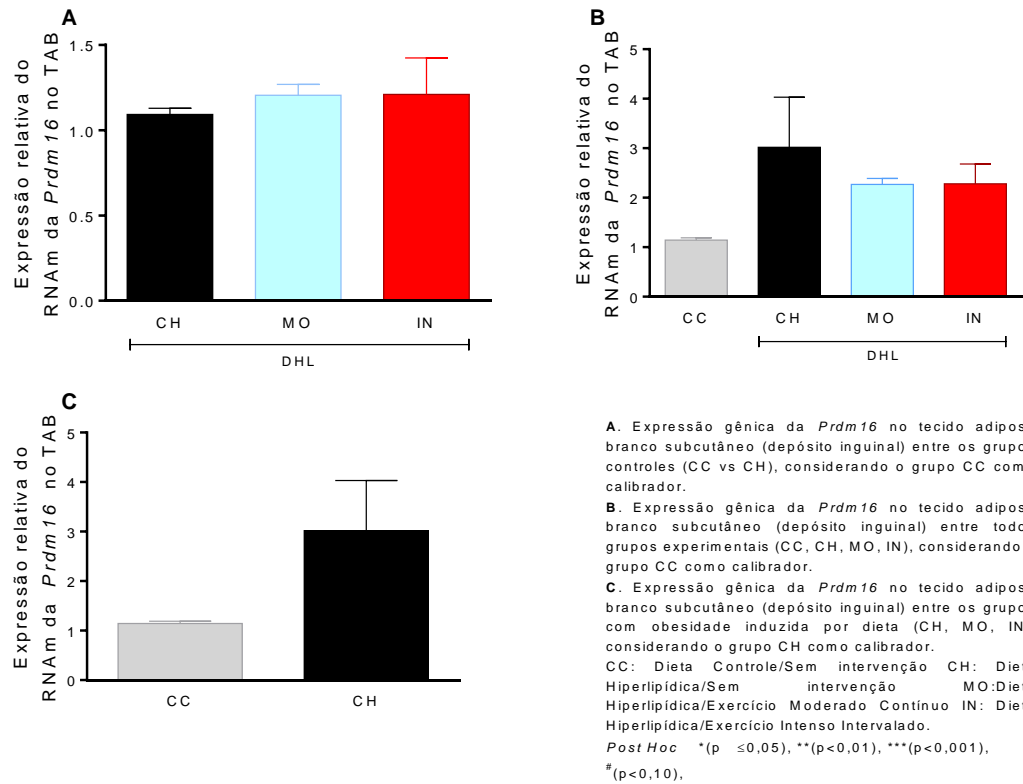 A
Expressão relativa do
RNAm da Prdm16 no TAB
1.5
1.0
0.5
0.0
CH MO IN
DHL
B
Expressão relativa do
RNAm da Prdm16 no TAB
5
4
3
2
1
0
CC CH MO IN
DHL
C
Expressão relativa do
RNAm da Prdm16 no TAB
5
4
3
2
1
0
CC CH
A. Expressão gênica da Prdm16 no tecido adipos
branco subcutâneo (depósito inguinal) entre os grupo
controles (CC vs CH), considerando o grupo CC com
calibrador.
B. Expressão gênica da Prdm16 no tecido adipos
branco subcutâneo (depósito inguinal) entre todo
grupos experimentais (CC, CH, MO, IN), considerando
grupo CC como calibrador.
C. Expressão gênica da Prdm16 no tecido adipos
branco subcutâneo (depósito inguinal) entre os grupo
com obesidade induzida por dieta (CH, MO, IN
considerando o grupo CH como calibrador.
CC: Dieta Controle/Sem intervenção CH: Diet
Hiperlipídica/Sem intervenção MO:Diet
Hiperlipídica/Exercício Moderado Contínuo IN: Diet
Hiperlipídica/Exercício Intenso Intervalado.
Post Hoc *(p ≤0,05), **(p<0,01), ***(p<0,001),
#(p<0,10),